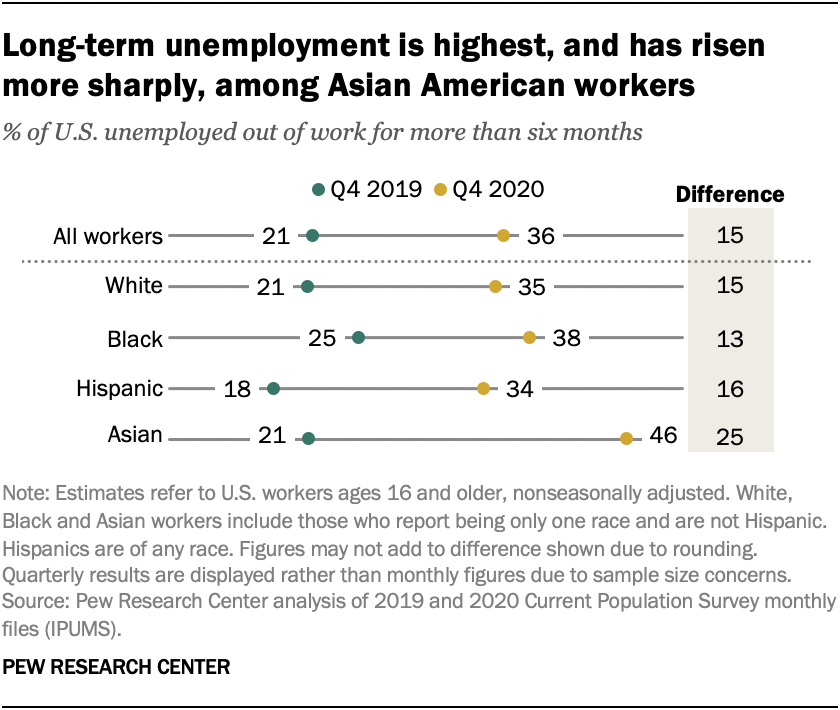 Long-term unemployment is highest, and has risen
more sharply, among Asian American workers
% of U.S. unemployed out of work for more than six months
Q4 2019 Q4 2020 Difference
All workers 21 36 15
White 21 35 15
Black 25 38 13
Hispanic 18 34 16
Asian 21 46 25
Note: Estimates refer to U.S. workers ages 16 and older, nonseasonally adjusted. White,
Black and Asian workers include those who report being only one race and are not Hispanic.
Hispanics are of any race. Figures may not add to difference shown due to rounding.
Quarterly results are displayed rather than monthly figures due to sample size concerns.
Source: Pew Research Center analysis of 2019 and 2020 Current Population Survey monthly
files (IPUMS).
PEW RESEARCH CENTER